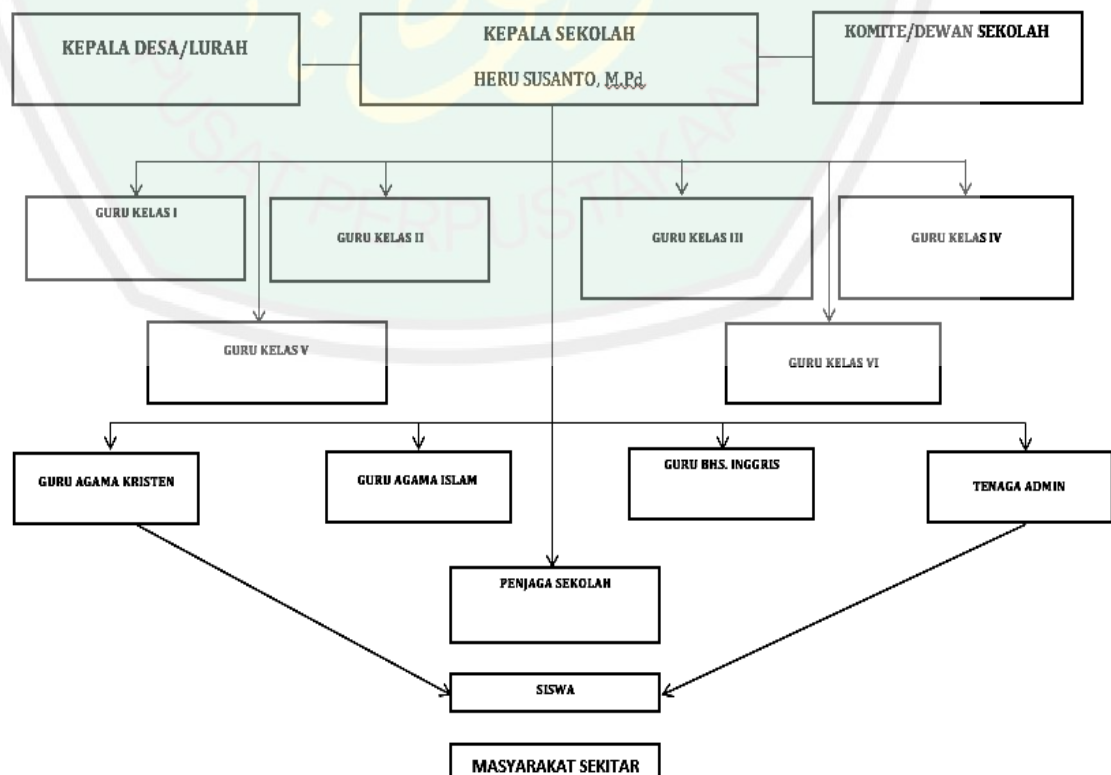 KEPALA DESA/LURAH
KEPALA SEKOLAH
HERU SUSANTO, M.Pd
KOMITE/DEWAN SEKOLAH
GURU KELAS I
GURU KELAS II
GURU KELAS III
GURU KELAS IV
GURU KELAS V
GURU KELAS VI
GURU AGAMA KRISTEN
GURU AGAMA ISLAM
GURU BHS. INGGRIS
TENAGA ADMIN
PENJAGA SEKOLAH
SISWA
MASYARAKAT SEKITAR
PUSAT PERPUSTAKAAN